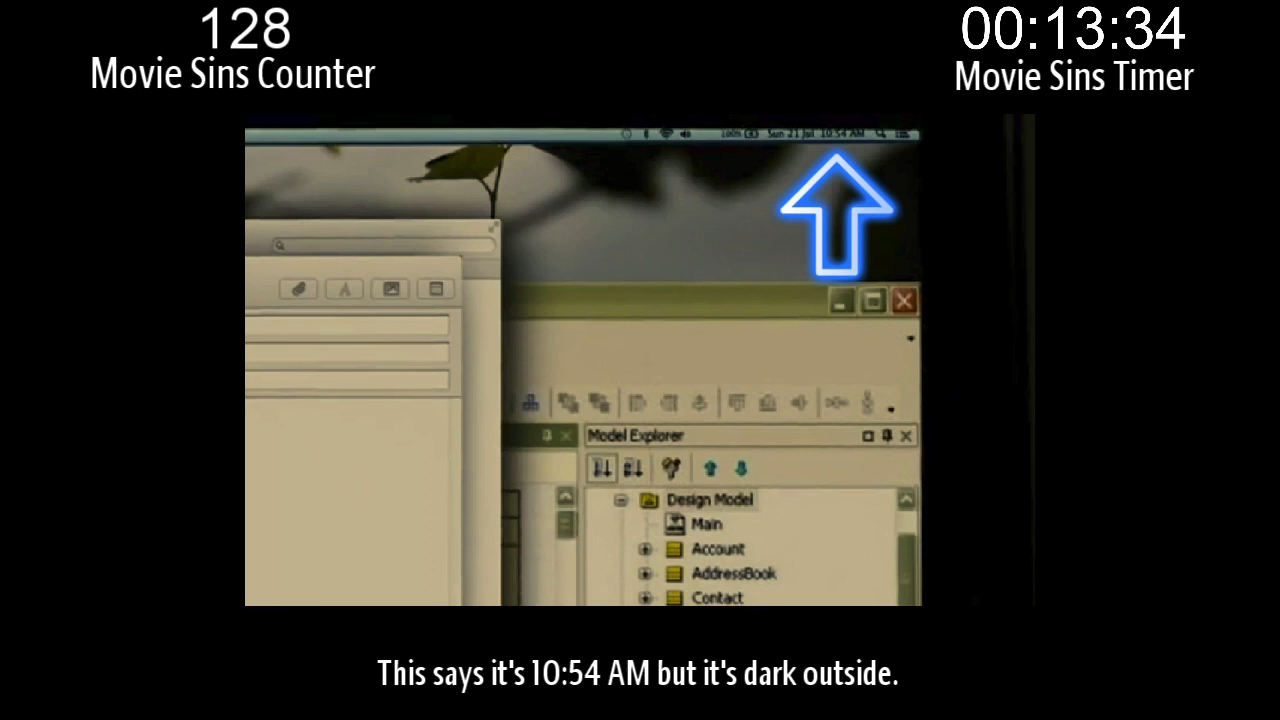 128
Movie Sins Counter
00:13:34
Movie Sins Timer
100% Sun 21 Jul 10:54 AM
Model Explorer
Design Model
Main
Account
AddressBook
Contact
This says it's 10:54 AM but it's dark outside.